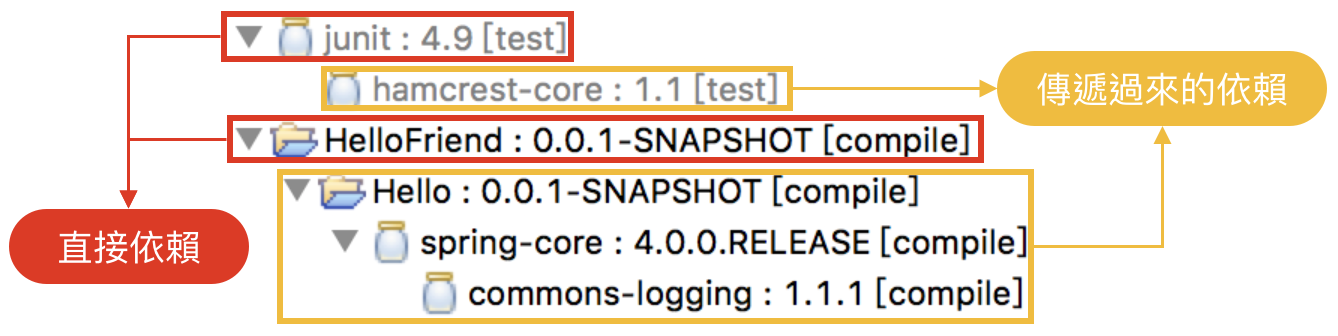 junit : 4.9 [test]
hamcrest-core : 1.1 [test]
傳遞過來的依賴
HelloFriend : 0.0.1-SNAPSHOT [compile]
Hello : 0.0.1-SNAPSHOT [compile]
直接依賴
spring-core : 4.0.0.RELEASE [compile]
commons-logging : 1.1.1 [compile]